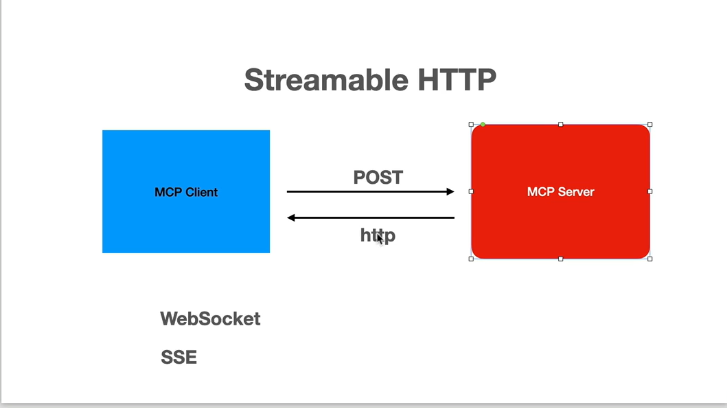 Streamable HTTP
MCP Client
POST
http
MCP Server
WebSocket
SSE